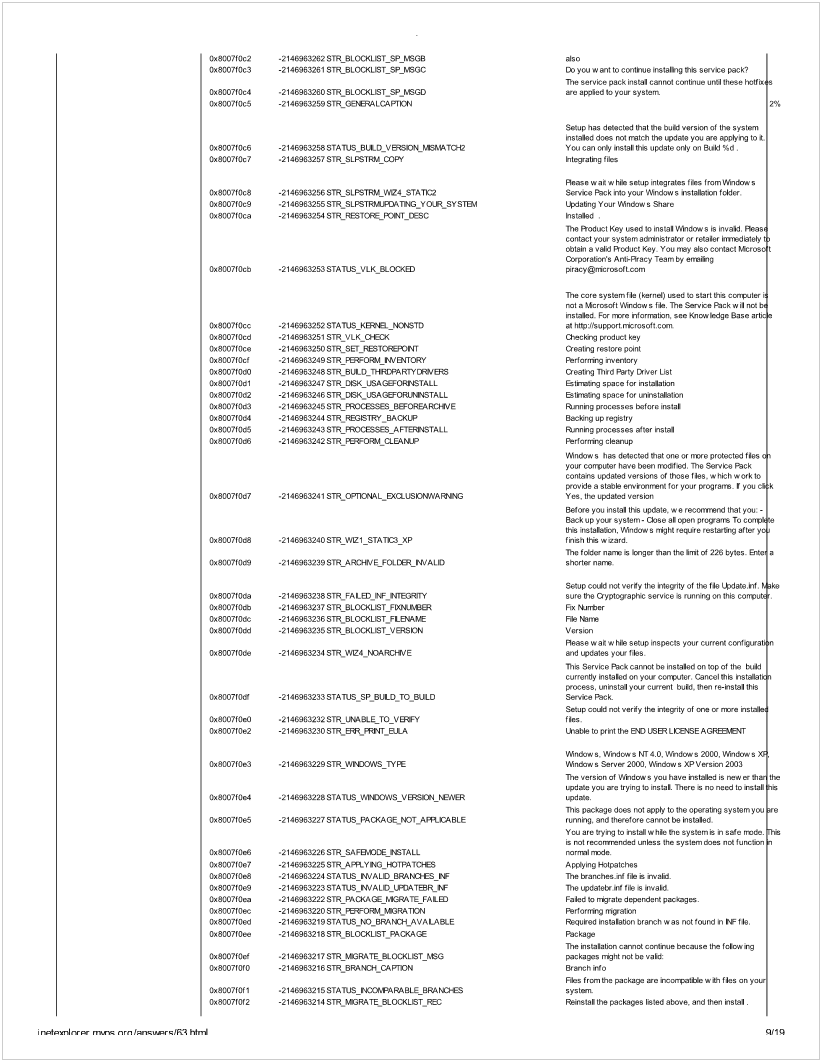 0x8007f0c2 -2146963262 STR_BLOCKLIST_SP_MSGB also
0x8007f0c3 -2146963261 STR_BLOCKLIST_SP_MSGC Do you want to continue installing this service pack?
The service pack install cannot continue until these hotfixes
0x8007f0c4 -2146963260 STR_BLOCKLIST_SP_MSGD are applied to your system.
0x8007f0c5 -2146963259 STR_GENERALCAPTION 2%
Setup has detected that the build version of the system
installed does not match the update you are applying to it.
0x8007f0c6 -2146963258 STATUS_BUILD_VERSION_MISMATCH2 You can only install this update only on Build %d .
0x8007f0c7 -2146963257 STR_SLPSTRM_COPY Integrating files
Please wait while setup integrates files from Windows
0x8007f0c8 -2146963256 STR_SLPSTRM_WIZ4_STATIC2 Service Pack into your Windows installation folder.
0x8007f0c9 -2146963255 STR_SLPSTRMUPDATING_YOUR_SYSTEM Updating Your Windows Share
0x8007f0ca -2146963254 STR_RESTORE_POINT_DESC Installed .
The Product Key used to install Windows is invalid. Please
contact your system administrator or retailer immediately to
obtain a valid Product Key. You may also contact Microsoft
Corporation's Anti-Piracy Team by emailing
0x8007f0cb -2146963253 STATUS_VLK_BLOCKED piracy@microsoft.com
The core system file (kernel) used to start this computer is
not a Microsoft Windows file. The Service Pack will not be
installed. For more information, see Knowledge Base article
0x8007f0cc -2146963252 STATUS_KERNEL_NONSTD at http://support.microsoft.com.
0x8007f0cd -2146963251 STR_VLK_CHECK Checking product key
0x8007f0ce -2146963250 STR_SET_RESTOREPOINT Creating restore point
0x8007f0cf -2146963249 STR_PERFORM_INVENTORY Performing inventory
0x8007f0d0 -2146963248 STR_BUILD_THIRDPARTYDRIVERS Creating Third Party Driver List
0x8007f0d1 -2146963247 STR_DISK_USAGEFORINSTALL Estimating space for installation
0x8007f0d2 -2146963246 STR_DISK_USAGEFORUNINSTALL Estimating space for uninstallation
0x8007f0d3 -2146963245 STR_PROCESSES_BEFOREARCHIVE Running processes before install
0x8007f0d4 -2146963244 STR_REGISTRY_BACKUP Backing up registry
0x8007f0d5 -2146963243 STR_PROCESSES_AFTERINSTALL Running processes after install
0x8007f0d6 -2146963242 STR_PERFORM_CLEANUP Performing cleanup
Windows has detected that one or more protected files on
your computer have been modified. The Service Pack
contains updated versions of those files, which work to
provide a stable environment for your programs. If you click
0x8007f0d7 -2146963241 STR_OPTIONAL_EXCLUSIONWARNING Yes, the updated version
Before you install this update, we recommend that you: -
Back up your system - Close all open programs To complete
this installation, Windows might require restarting after you
0x8007f0d8 -2146963240 STR_WIZ1_STATIC3_XP finish this wizard.
The folder name is longer than the limit of 226 bytes. Enter a
0x8007f0d9 -2146963239 STR_ARCHIVE_FOLDER_INVALID shorter name.
Setup could not verify the integrity of the file Update.inf. Make
0x8007f0da -2146963238 STR_FAILED_INF_INTEGRITY sure the Cryptographic service is running on this computer.
0x8007f0db -2146963237 STR_BLOCKLIST_FIXNUMBER Fix Number
0x8007f0dc -2146963236 STR_BLOCKLIST_FILENAME File Name
0x8007f0dd -2146963235 STR_BLOCKLIST_VERSION Version
Please wait while setup inspects your current configuration
0x8007f0de -2146963234 STR_WIZ4_NOARCHIVE and updates your files.
This Service Pack cannot be installed on top of the build
currently installed on your computer. Cancel this installation
process, uninstall your current build, then re-install this
0x8007f0df -2146963233 STATUS_SP_BUILD_TO_BUILD Service Pack.
Setup could not verify the integrity of one or more installed
0x8007f0e0 -2146963232 STR_UNABLE_TO_VERIFY files.
0x8007f0e2 -2146963230 STR_ERR_PRINT_EULA Unable to print the END USER LICENSE AGREEMENT
Windows, Windows NT 4.0, Windows 2000, Windows XP,
0x8007f0e3 -2146963229 STR_WINDOWS_TYPE Windows Server 2000, Windows XP Version 2003
The version of Windows you have installed is newer than the
update you are trying to install. There is no need to install this
0x8007f0e4 -2146963228 STATUS_WINDOWS_VERSION_NEWER update.
This package does not apply to the operating system you are
0x8007f0e5 -2146963227 STATUS_PACKAGE_NOT_APPLICABLE running, and therefore cannot be installed.
You are trying to install while the system is in safe mode. This
is not recommended unless the system does not function in
0x8007f0e6 -2146963226 STR_SAFEMODE_INSTALL normal mode.
0x8007f0e7 -2146963225 STR_APPLYING_HOTPATCHES Applying Hotpatches
0x8007f0e8 -2146963224 STATUS_INVALID_BRANCHES_INF The branches.inf file is invalid.
0x8007f0e9 -2146963223 STATUS_INVALID_UPDATEBR_INF The updatebr.inf file is invalid.
0x8007f0ea -2146963222 STR_PACKAGE_MIGRATE_FAILED Failed to migrate dependent packages.
0x8007f0ec -2146963220 STR_PERFORM_MIGRATION Performing migration
0x8007f0ed -2146963219 STATUS_NO_BRANCH_AVAILABLE Required installation branch was not found in INF file.
0x8007f0ee -2146963218 STR_BLOCKLIST_PACKAGE Package
The installation cannot continue because the following
0x8007f0ef -2146963217 STR_MIGRATE_BLOCKLIST_MSG packages might not be valid:
0x8007f0f0 -2146963216 STR_BRANCH_CAPTION Branch info
Files from the package are incompatible with files on your
0x8007f0f1 -2146963215 STATUS_INCOMPARABLE_BRANCHES system.
0x8007f0f2 -2146963214 STR_MIGRATE_BLOCKLIST_REC Reinstall the packages listed above, and then install .
inetexplorer.mvps.org/answers/63.html 9/19